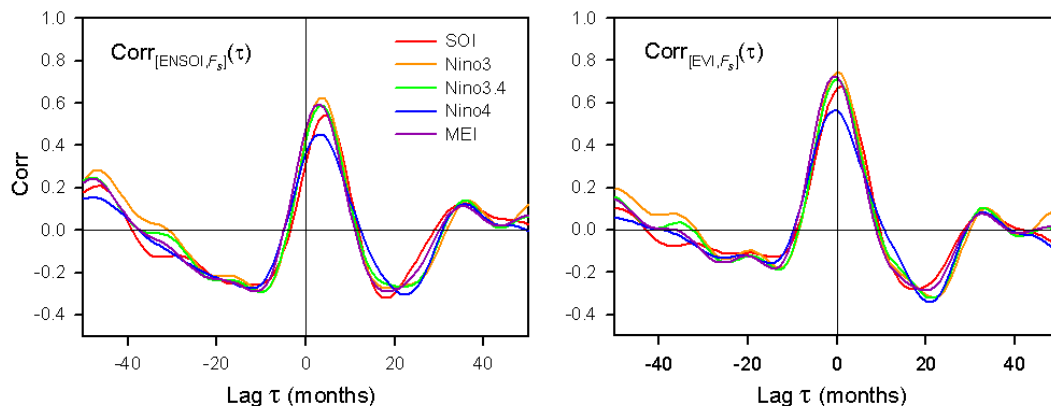 1.0
0.8
0.6
0.4
0.2
0.0
-0.2
-0.4
Corr
Corr[ENSOI,Fs](τ)
SOI
Nino3
Nino3.4
Nino4
MEI
-40
-20
0
20
40
Lag τ (months)
1.0
0.8
0.6
0.4
0.2
0.0
-0.2
-0.4
Corr[EVI,Fs](τ)
-40
-20
0
20
40
Lag τ (months)